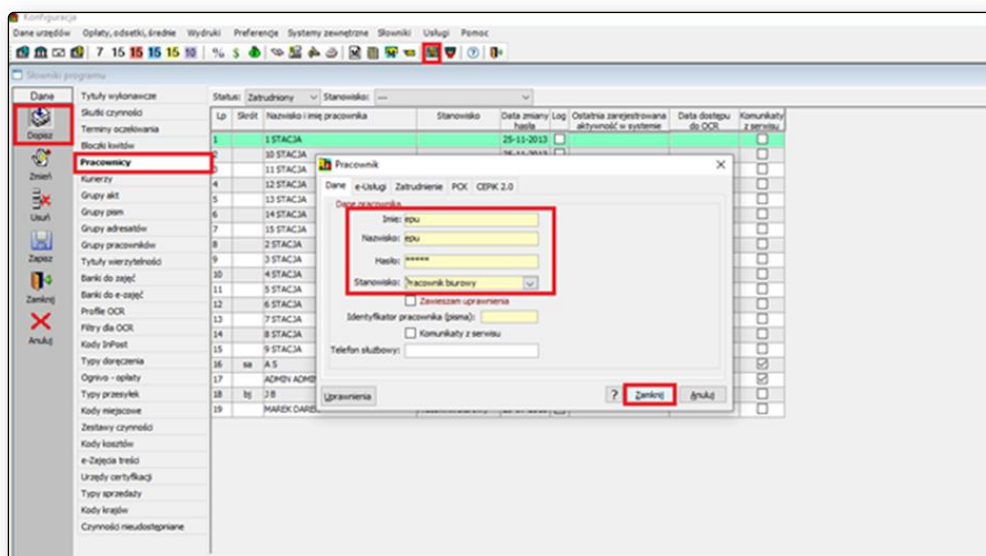 Konfiguracja
Dane urzędów Opłaty, odsetki, średnie Wydruki Preferencje Systemy zewnętrzne Słowniki Usługi Pomoc
7 15 15 15 15 10 % $
Słowniki programu
Dane
Dopisz
Zmień
Usuń
Zapisz
Zamknij
Anuluj
Tytuły wykonawcze
Skutki czynności
Terminy oczekiwania
Bloczki kwitów
Pracownicy
Kurierzy
Grupy akt
Grupy pism
Grupy adresatów
Grupy pracowników
Tytuły wierzytelności
Banki do zajęć
Banki do e-zajęć
Profile OCR
Filtry dla OCR
Kody InPost
Typy doręczenia
Ognivo - opłaty
Typy przesyłek
Kody miejscowe
Zestawy czynności
Kody kosztów
e-Zajęcia treści
Urzędy certyfikacji
Typy sprzedaży
Kody krajów
Czynności nieudostępniane
Status: Zatrudniony Stanowisko: ---
Lp Skrót Nazwisko i imię pracownika Stanowisko Data zmiany hasła Log Ostatnia zarejestrowana aktywność w systemie Data dostępu do OCR Komunikaty z serwisu
1 1 STACJA 25-11-2013
2 10 STACJA 25-11-2013
3 11 STACJA
4 12 STACJA
5 13 STACJA
6 14 STACJA
7 15 STACJA
8 2 STACJA
9 3 STACJA
10 4 STACJA
11 5 STACJA
12 6 STACJA
13 7 STACJA
14 8 STACJA
15 9 STACJA
16 sa A S
17 ADMIN
18 bj J B
19 MAREK
Pracownik
Dane e-Usługi Zatrudnienie POK CEPiK 2.0
Dane pracownika
Imię: epu
Nazwisko: epu
Hasło: *****
Stanowisko: Pracownik biurowy
Zawieszam uprawnienia
Identyfikator pracownika (pisma):
Komunikaty z serwisu
Telefon służbowy:
Uprawnienia ? Zamknij Anuluj